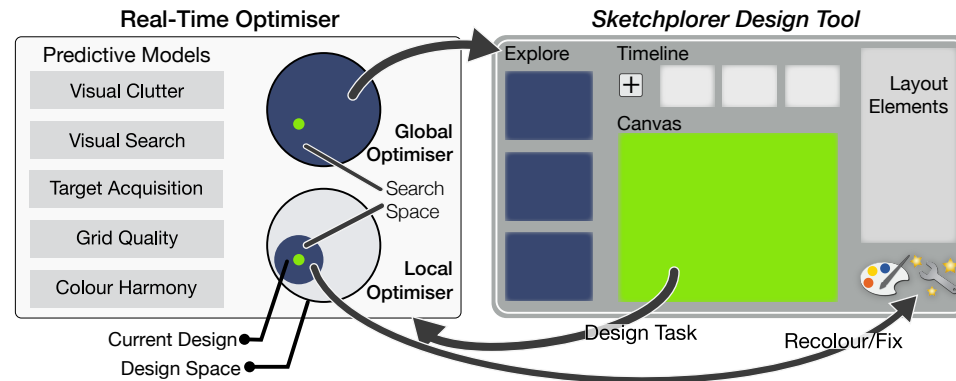 Real-Time Optimiser
Predictive Models
Visual Clutter
Visual Search
Target Acquisition
Grid Quality
Colour Harmony
Global
Optimiser
Search
Space
Local
Optimiser
Current Design
Design Space
Sketchplorer Design Tool
Explore
Timeline
+
Canvas
Layout
Elements
Design Task
Recolour/Fix